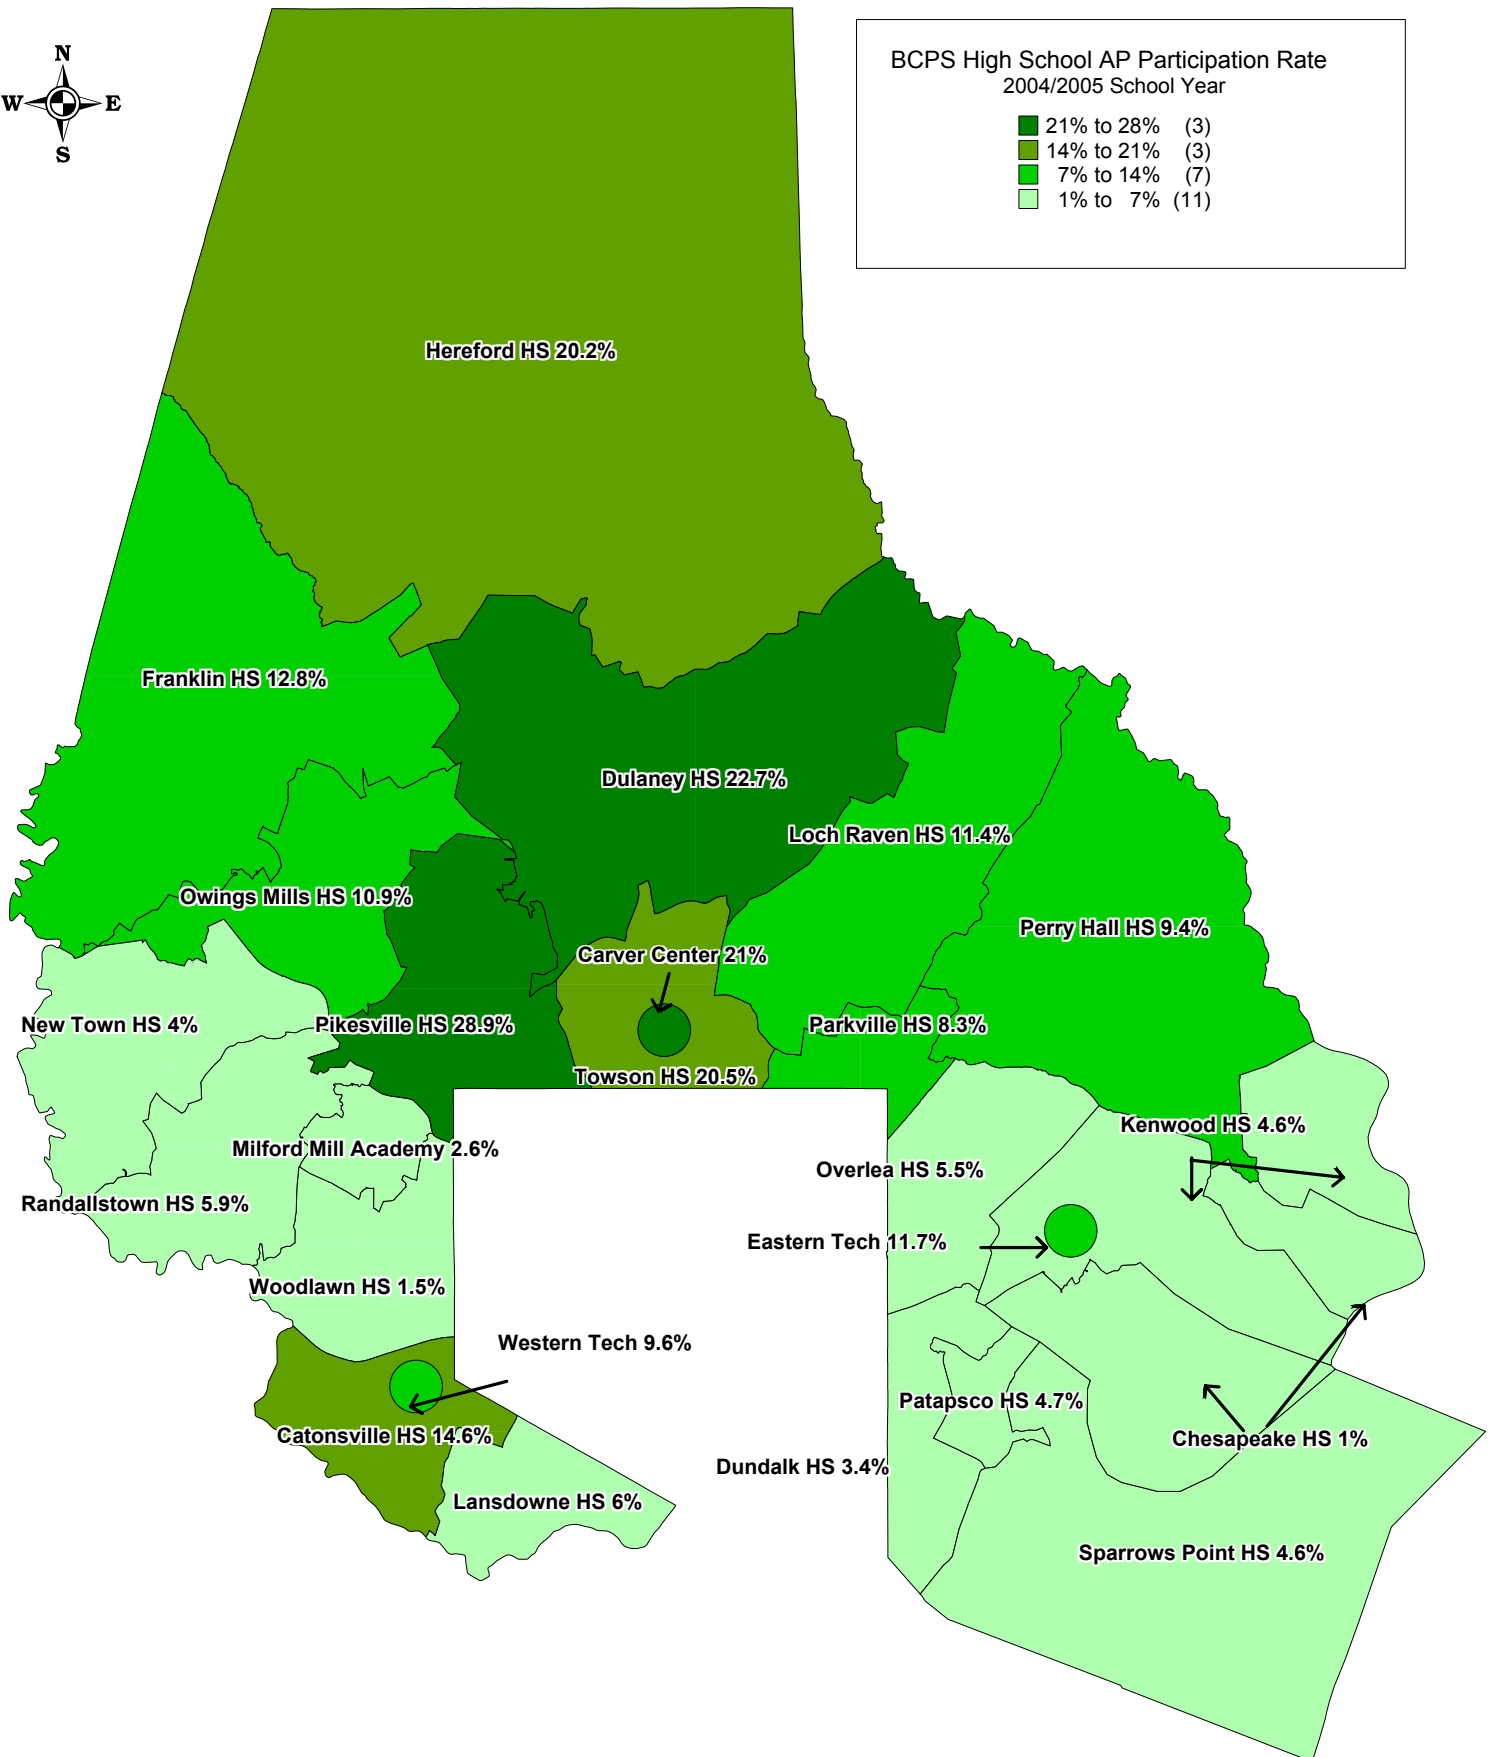 N
W E
S
BCPS High School AP Participation Rate
2004/2005 School Year
21% to 28% (3)
14% to 21% (3)
7% to 14% (7)
1% to 7% (11)
Hereford HS 20.2%
Franklin HS 12.8%
Dulaney HS 22.7%
Loch Raven HS 11.4%
Owings Mills HS 10.9%
Perry Hall HS 9.4%
Carver Center 21%
New Town HS 4%
Pikesville HS 28.9%
Parkville HS 8.3%
Towson HS 20.5%
Kenwood HS 4.6%
Milford Mill Academy 2.6%
Overlea HS 5.5%
Randallstown HS 5.9%
Eastern Tech 11.7%
Woodlawn HS 1.5%
Western Tech 9.6%
Patapsco HS 4.7%
Catonsville HS 14.6%
Chesapeake HS 1%
Dundalk HS 3.4%
Lansdowne HS 6%
Sparrows Point HS 4.6%